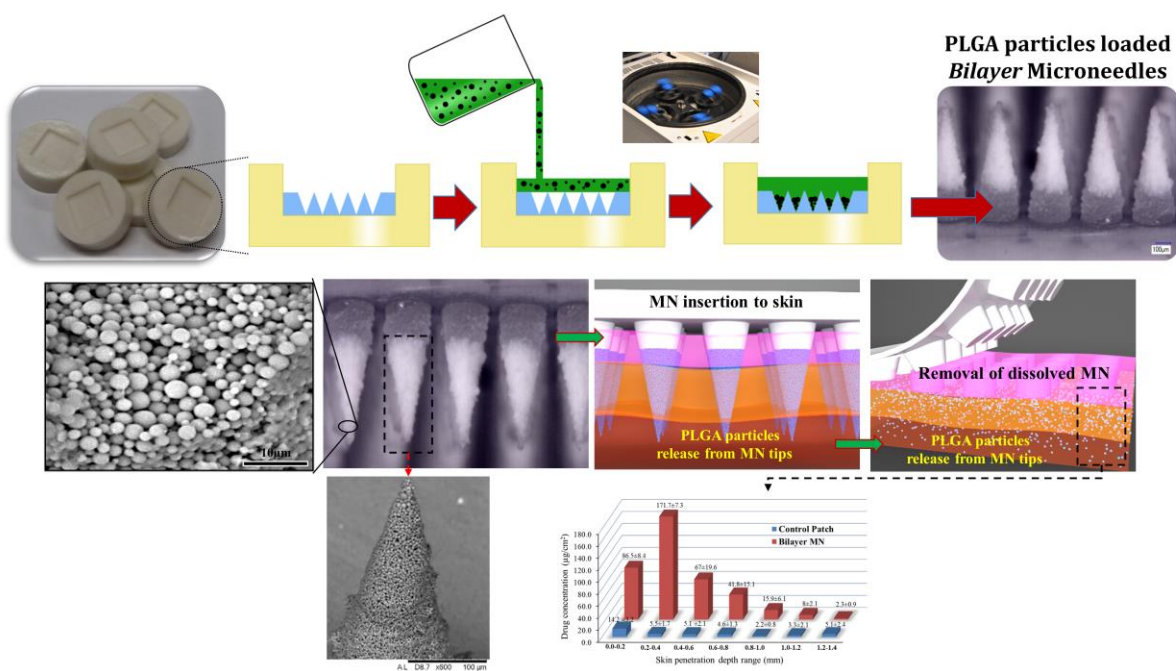 PLGA particles loaded
Bilayer Microneedles
100µm
10µm
MN insertion to skin
PLGA particles
release from MN tips
Removal of dissolved MN
PLGA particles
release from MN tips
A L D8.7 x600 100 µm
Drug concentration (µg/cm²)
180.0
160.0
140.0
120.0
100.0
80.0
60.0
40.0
20.0
0.0
Control Patch
Bilayer MN
86.5±8.4
171.7±7.3
67±19.6
41.8±17.1
15.9±6.1
8±2.1
2.3±0.9
5.5±1.7
5.1±2.1
4.6±1.3
2.2±0.8
3.3±2.1
5.1±2.4
0.0-0.2
0.2-0.4
0.4-0.6
0.6-0.8
0.8-1.0
1.0-1.2
1.2-1.4
Skin penetration depth range (mm)